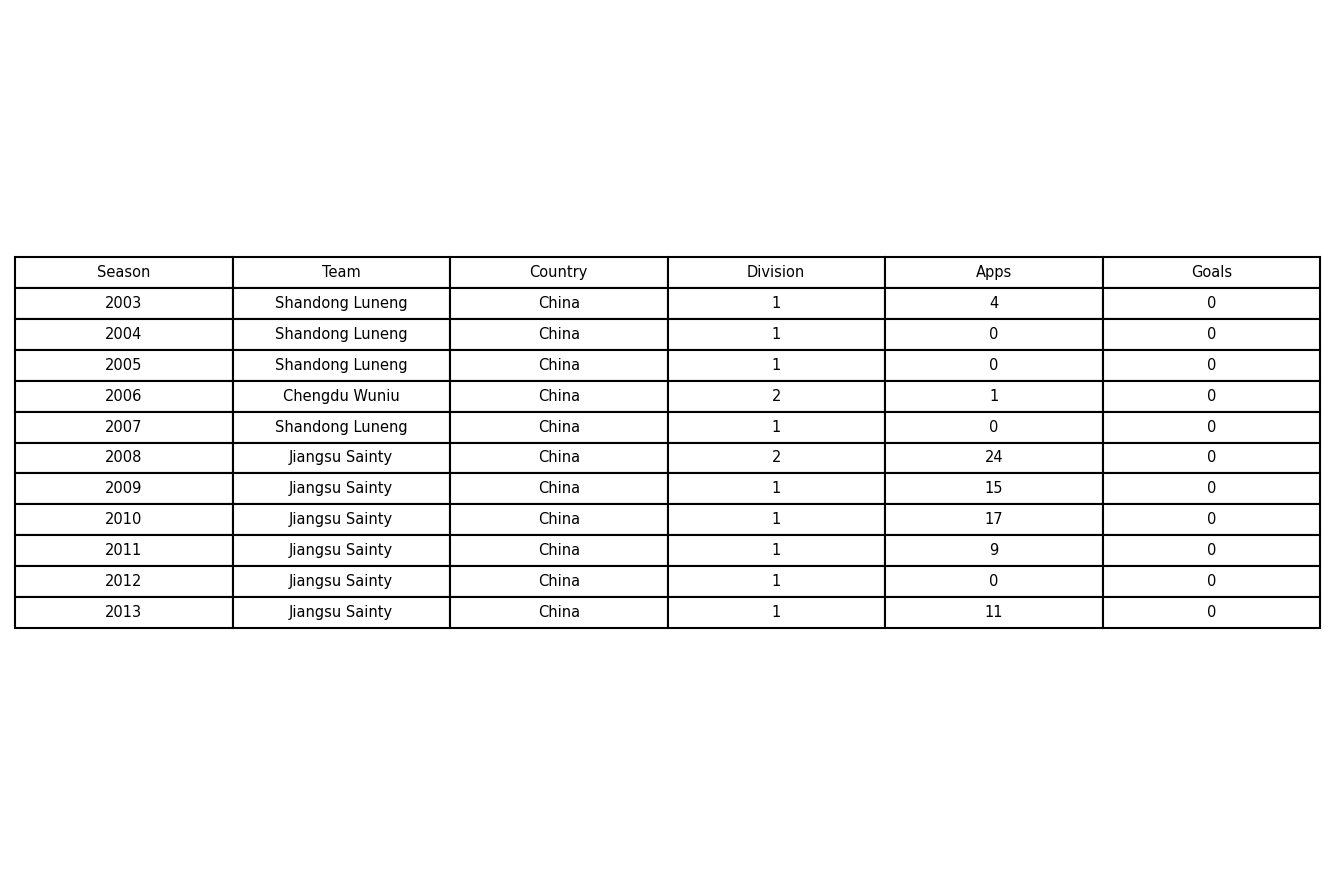 Season Team Country Division Apps Goals
2003 Shandong Luneng China 1 4 0
2004 Shandong Luneng China 1 0 0
2005 Shandong Luneng China 1 0 0
2006 Chengdu Wuniu China 2 1 0
2007 Shandong Luneng China 1 0 0
2008 Jiangsu Sainty China 2 24 0
2009 Jiangsu Sainty China 1 15 0
2010 Jiangsu Sainty China 1 17 0
2011 Jiangsu Sainty China 1 9 0
2012 Jiangsu Sainty China 1 0 0
2013 Jiangsu Sainty China 1 11 0